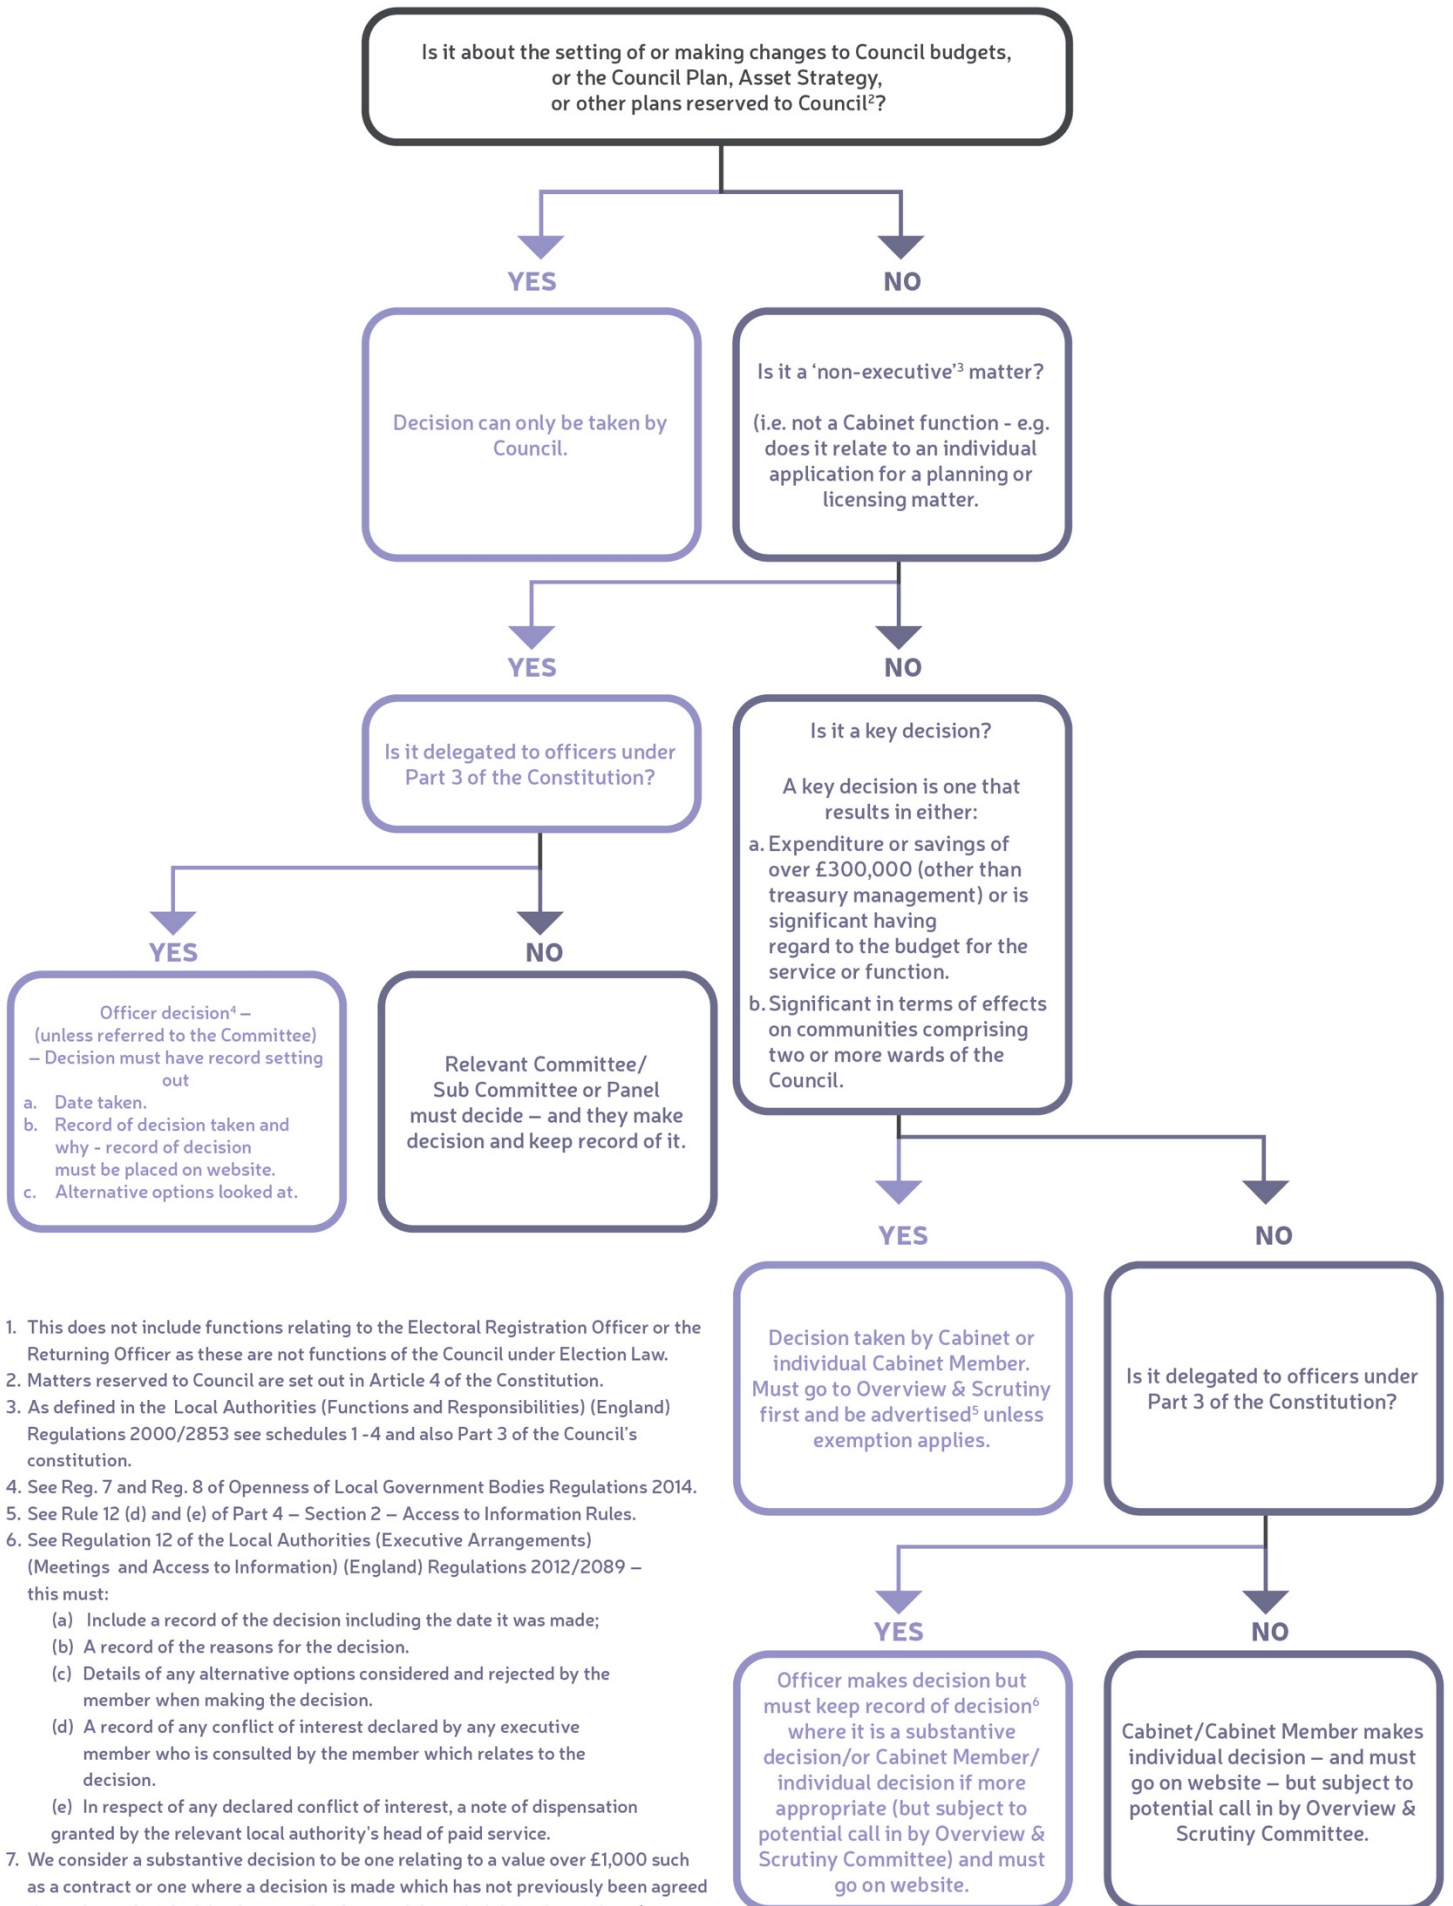 Is it about the setting of or making changes to Council budgets,
or the Council Plan, Asset Strategy,
or other plans reserved to Council²?
YES
NO
Decision can only be taken by
Council.
Is it a ‘non-executive’³ matter?
(i.e. not a Cabinet function - e.g.
does it relate to an individual
application for a planning or
licensing matter.
YES
NO
Is it delegated to officers under
Part 3 of the Constitution?
Is it a key decision?
A key decision is one that
results in either:
a. Expenditure or savings of
over £300,000 (other than
treasury management) or is
significant having
regard to the budget for the
service or function.
b. Significant in terms of effects
on communities comprising
two or more wards of the
Council.
YES
NO
Officer decision⁴ –
(unless referred to the Committee)
– Decision must have record setting
out
a. Date taken.
b. Record of decision taken and
why - record of decision
must be placed on website.
c. Alternative options looked at.
Relevant Committee/
Sub Committee or Panel
must decide – and they make
decision and keep record of it.
YES
NO
Decision taken by Cabinet or
individual Cabinet Member.
Must go to Overview & Scrutiny
first and be advertised⁵ unless
exemption applies.
Is it delegated to officers under
Part 3 of the Constitution?
YES
NO
Officer makes decision but
must keep record of decision⁶
where it is a substantive
decision/or Cabinet Member/
individual decision if more
appropriate (but subject to
potential call in by Overview &
Scrutiny Committee) and must
go on website.
Cabinet/Cabinet Member makes
individual decision – and must
go on website – but subject to
potential call in by Overview &
Scrutiny Committee.
1. This does not include functions relating to the Electoral Registration Officer or the
Returning Officer as these are not functions of the Council under Election Law.
2. Matters reserved to Council are set out in Article 4 of the Constitution.
3. As defined in the Local Authorities (Functions and Responsibilities) (England)
Regulations 2000/2853 see schedules 1 -4 and also Part 3 of the Council’s
constitution.
4. See Reg. 7 and Reg. 8 of Openness of Local Government Bodies Regulations 2014.
5. See Rule 12 (d) and (e) of Part 4 – Section 2 – Access to Information Rules.
6. See Regulation 12 of the Local Authorities (Executive Arrangements)
(Meetings and Access to Information) (England) Regulations 2012/2089 –
this must:
(a) Include a record of the decision including the date it was made;
(b) A record of the reasons for the decision.
(c) Details of any alternative options considered and rejected by the
member when making the decision.
(d) A record of any conflict of interest declared by any executive
member who is consulted by the member which relates to the
decision.
(e) In respect of any declared conflict of interest, a note of dispensation
granted by the relevant local authority's head of paid service.
7. We consider a substantive decision to be one relating to a value over £1,000 such
as a contract or one where a decision is made which has not previously been agreed